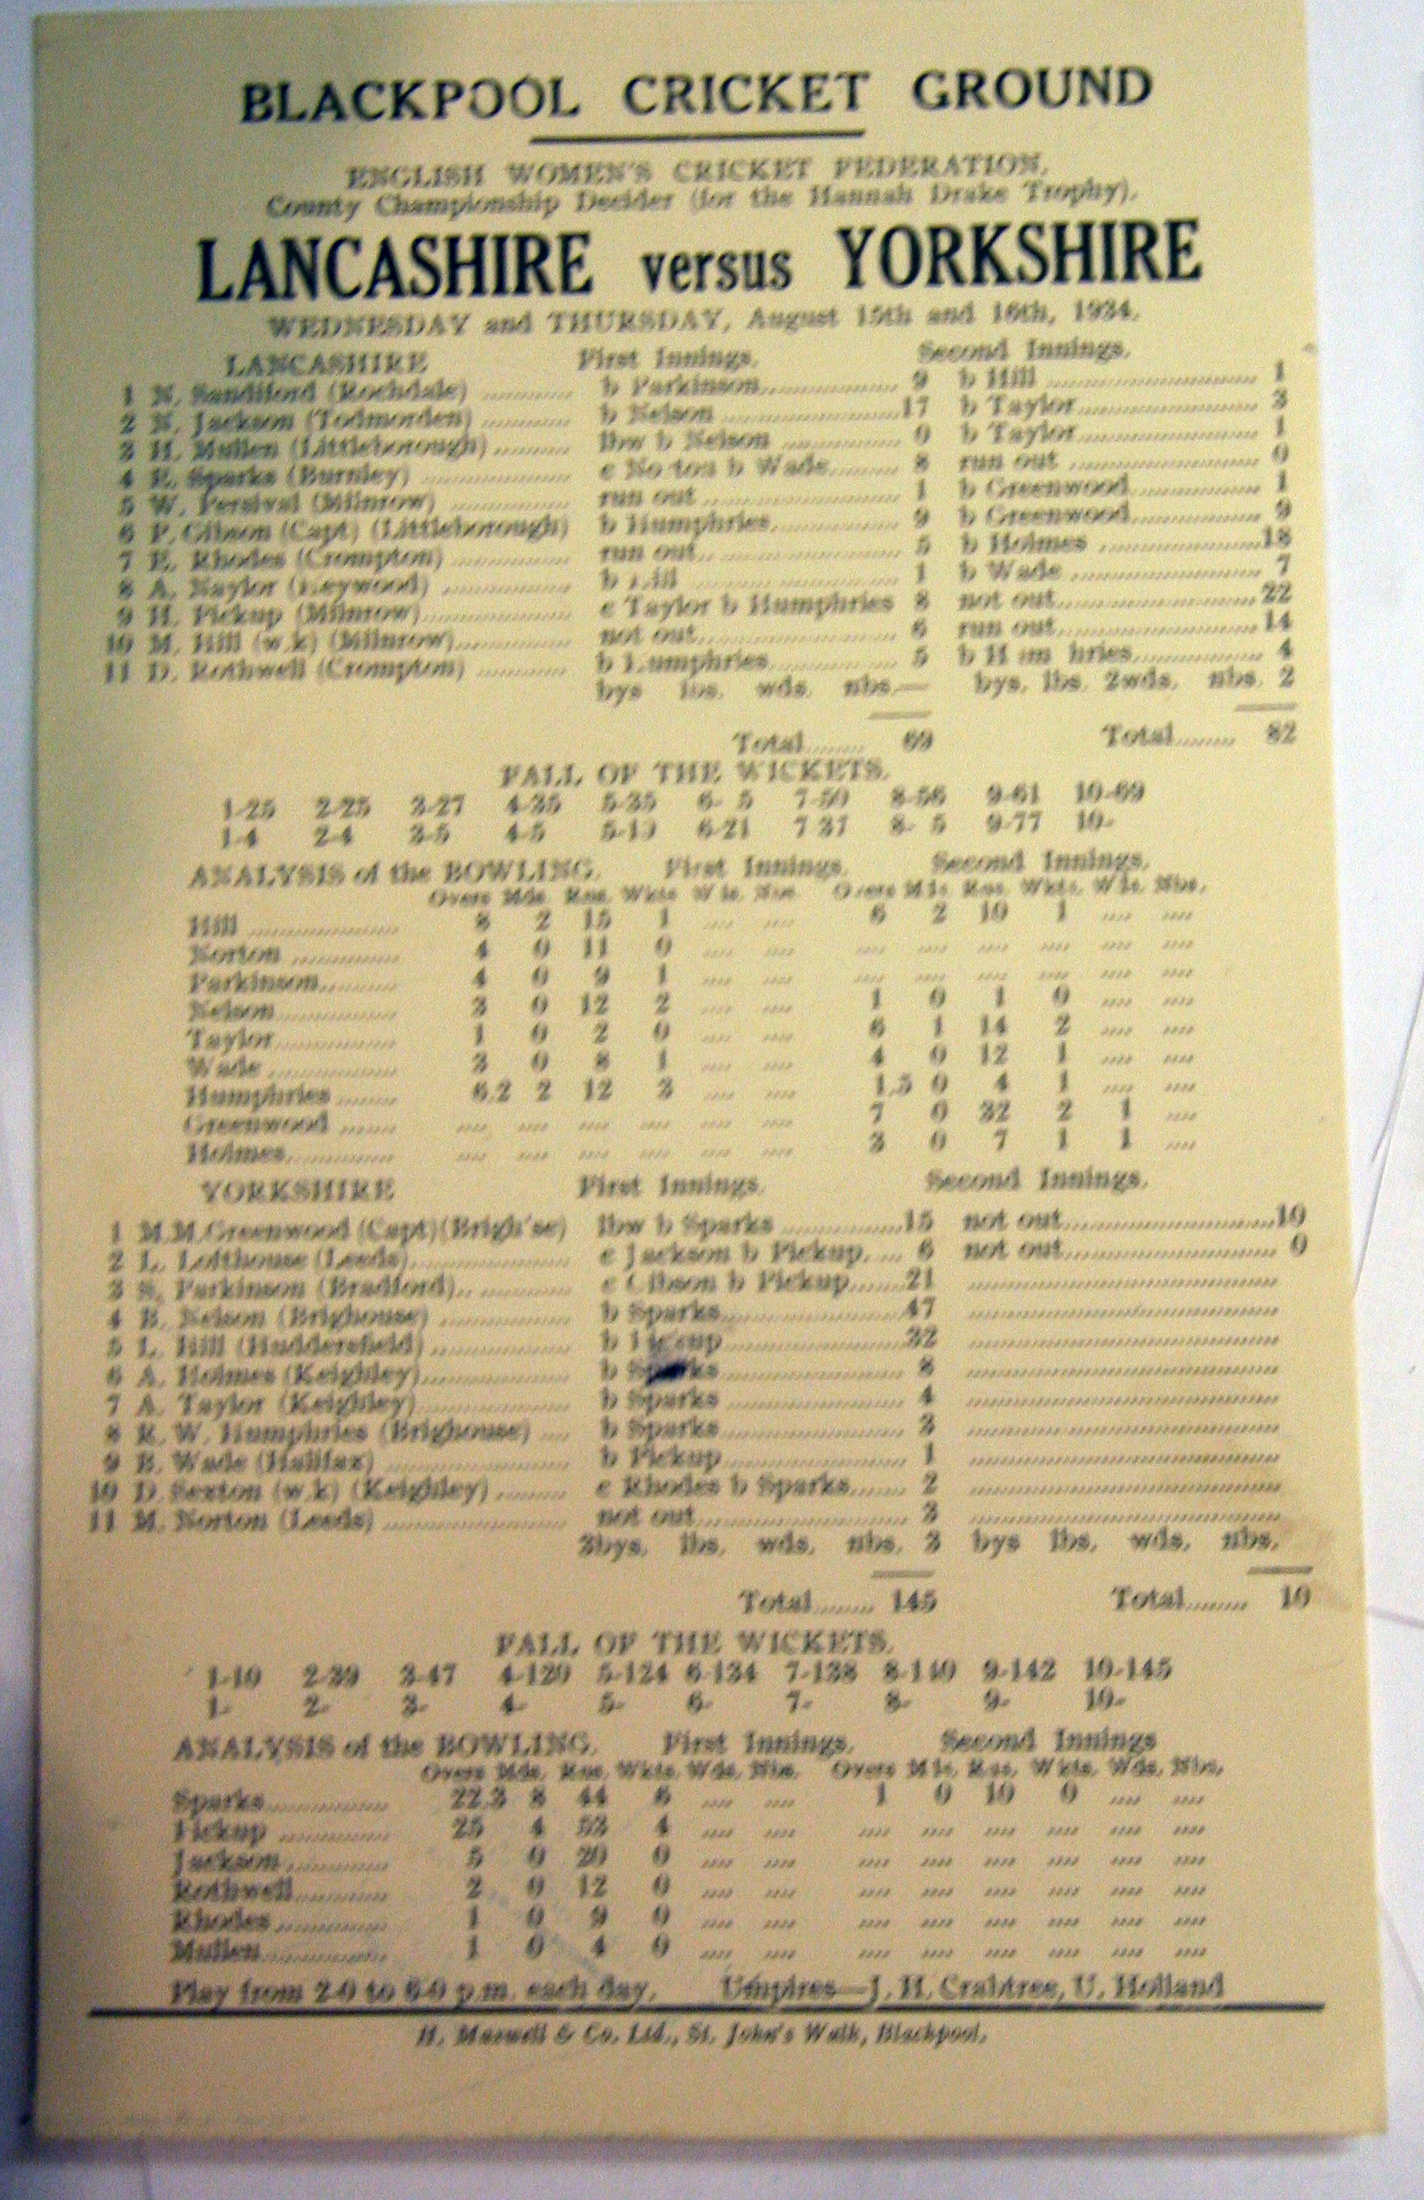 BLACKPOOL CRICKET GROUND
ENGLISH WOMEN'S CRICKET FEDERATION.
County Championship Decider (for the Hannah Drake Trophy).
LANCASHIRE versus YORKSHIRE
WEDNESDAY and THURSDAY, August 15th and 16th, 1934.
LANCASHIRE First Innings. Second Innings.
1 N. Sandiford (Rochdale) b Parkinson 9 b Hill 1
2 N. Jackson (Todmorden) b Nelson 17 b Taylor 3
3 H. Mullen (Littleborough) lbw b Nelson 0 b Taylor 1
4 Sparks (Burnley) c No ton b Wade 8 run out 0
5 W. Percival (Milnrow) run out 1 b Greenwood 1
6 Gibson (Capt) (Littleborough) b Humphries 9 b Greenwood 9
7 Rhodes (Crompton) run out 5 b Holmes 18
8 A. Naylor (Heywood) b 1 b Wade 7
9 H. Pickup (Milnrow) c Taylor b Humphries 8 not out 22
10 M. Hill (w.k) (Milnrow) not out 6 run out 14
11 D. Rothwell (Crompton) b umphries 5 b H m hries 4
bys lbs. wds. nbs.— bys. lbs. 2wds. nbs. 2
Total 69 Total 82
FALL OF THE WICKETS.
1-25 2-25 3-27 4-35 5-35 6- 5 7-50 8-56 9-61 10-69
1-4 2-4 3-5 4-5 5-19 6-21 7 37 8- 5 9-77 10-
ANALYSIS of the BOWLING. First Innings. Second Innings.
Overs Mds. Rns. Wkts. Wds. Nbs. Overs Mds. Rns. Wkts. Wds. Nbs.
Hill 8 2 15 1 6 2 10 1
Norton 4 0 11 0
Parkinson 4 0 9 1
Nelson 3 0 12 2 1 0 1 0
Taylor 1 0 2 0 6 1 14 2
Wade 3 0 8 1 4 0 12 1
Humphries 6.2 2 12 3 1.5 0 4 1
Greenwood 7 0 32 2 1
Holmes 3 0 7 1 1
YORKSHIRE First Innings. Second Innings.
1 M.M.Greenwood (Capt)(Brigh'se) lbw b Sparks 15 not out 10
2 L. Lofthouse (Leeds) c Jackson b Pickup 6 not out 0
3 S. Parkinson (Bradford) c Gibson b Pickup 21
4 B. Nelson (Brighouse) b Sparks 47
5 L. Hill (Huddersfield) b 32
6 A. Holmes (Keighley) b Sparks 8
7 A. Taylor (Keighley) b Sparks 4
8 R. W. Humphries (Brighouse) b Sparks 3
9 B. Wade (Halifax) b Pickup 1
10 D. Sexton (w.k) (Keighley) c Rhodes b Sparks 2
11 M. Norton (Leeds) not out 3
3bys. lbs. wds. nbs. 3 bys lbs. wds. nbs.
Total 145 Total 10
FALL OF THE WICKETS.
1-10 2-39 3-47 4-120 5-124 6-134 7-138 8-140 9-142 10-145
1- 2- 3- 4- 5- 6- 7- 8- 9- 10-
ANALYSIS of the BOWLING. First Innings. Second Innings
Overs Mds. Rns. Wkts. Wds. Nbs. Overs Mds. Rns. Wkts. Wds. Nbs.
Sparks 22.3 8 44 6 1 0 10 0
Pickup 25 4 53 4
Jackson 5 0 20 0
Rothwell 2 0 12 0
Rhodes 1 0 9 0
Mullen 1 0 4 0
Play from 2-0 to p.m. each day. Umpires—J. H. Crabtree, U. Holland
H. Maxwell & Co. Ltd., St. John's Walk, Blackpool.